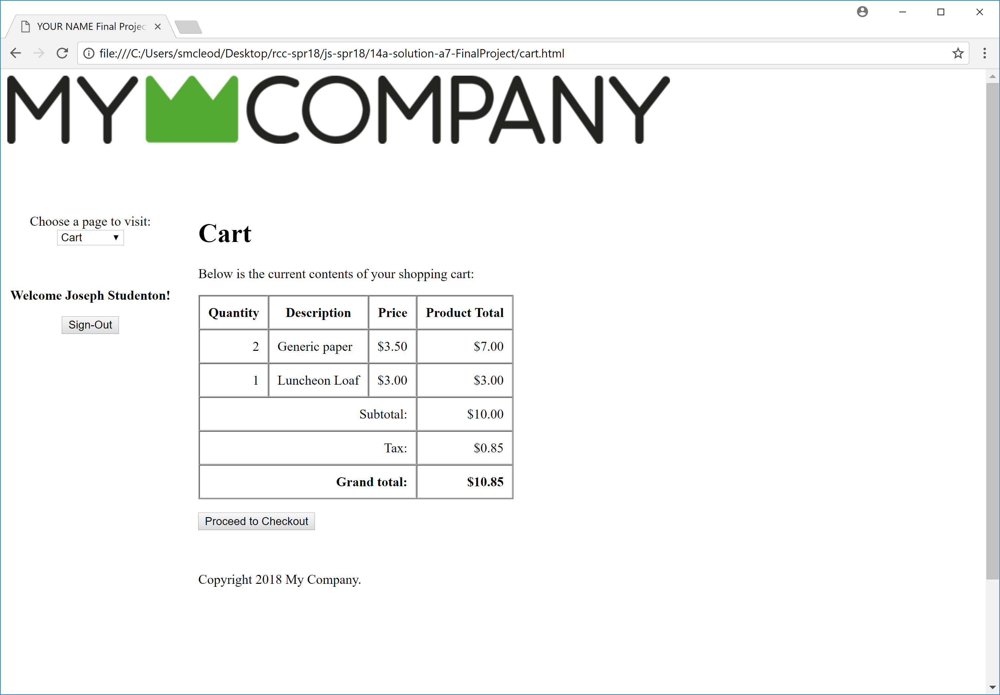 YOUR NAME Final Projec
file:///C:/Users/smcleod/Desktop/rcc-spr18/js-spr18/14a-solution-a7-FinalProject/cart.html
MY COMPANY
Choose a page to visit:
Cart
Welcome Joseph Studenton!
Sign-Out
Cart
Below is the current contents of your shopping cart:
Quantity Description Price Product Total
2 Generic paper $3.50 $7.00
1 Luncheon Loaf $3.00 $3.00
Subtotal: $10.00
Tax: $0.85
Grand total: $10.85
Proceed to Checkout
Copyright 2018 My Company.